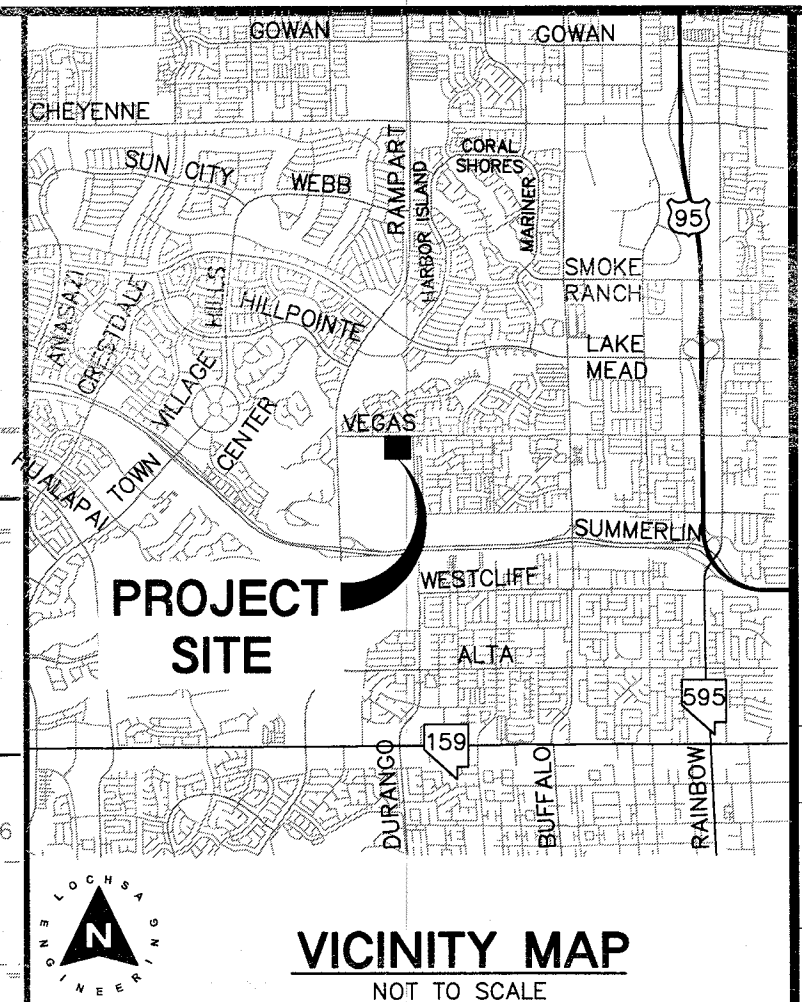 GOWAN
GOWAN
CHEYENNE
SUN CITY
WEBB
RAMPART
HARBOR ISLAND
CORAL
SHORES
MARINER
95
SMOKE
RANCH
ANASAZI
CRESTDALE
HILLS
HILLPOINTE
LAKE
MEAD
VILLAGE
CENTER
TOWN
HUALAPAI
VEGAS
SUMMERLIN
WESTCLIFF
PROJECT
SITE
ALTA
595
159
DURANGO
BUFFALO
RAINBOW
6
LOCHSA
ENGINEERING
N
VICINITY MAP
NOT TO SCALE